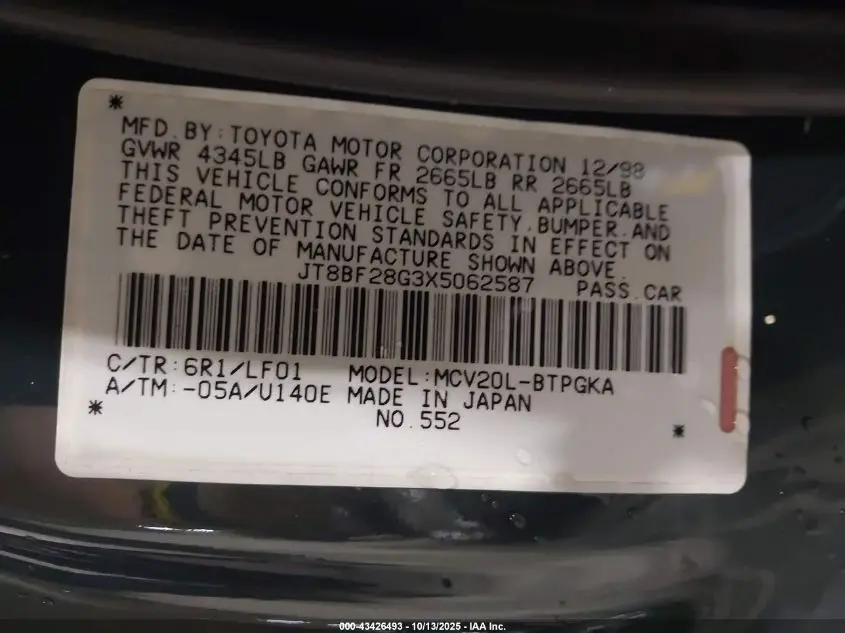 MFD.BY:TOYOTA MOTOR CORPORATION 12/98
GVWR 4345LB GAWR FR 2665LB RR 2665LB
THIS VEHICLE CONFORMS TO ALL APPLICABLE
FEDERAL MOTOR VEHICLE SAFETY,BUMPER,AND
THEFT PREVENTION STANDARDS IN EFFECT ON
THE DATE OF MANUFACTURE SHOWN ABOVE.
JT8BF28G3X5062587 PASS.CAR
C/TR:6R1/LF01 MODEL:MCV20L-BTPGKA
A/TM:-05A/U140E MADE IN JAPAN
NO.552
000-43426493 - 10/13/2025 - IAA Inc.